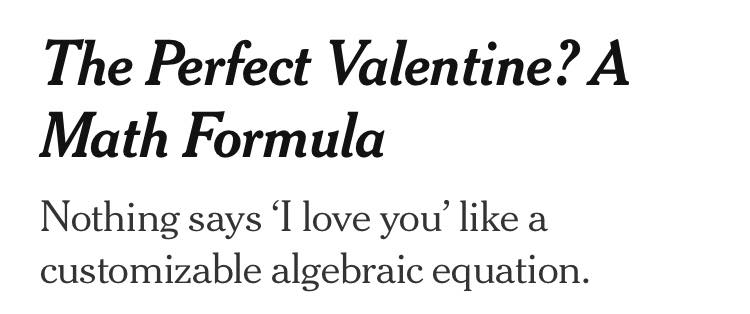 The Perfect Valentine? A
Math Formula
Nothing says ‘I love you’ like a
customizable algebraic equation.